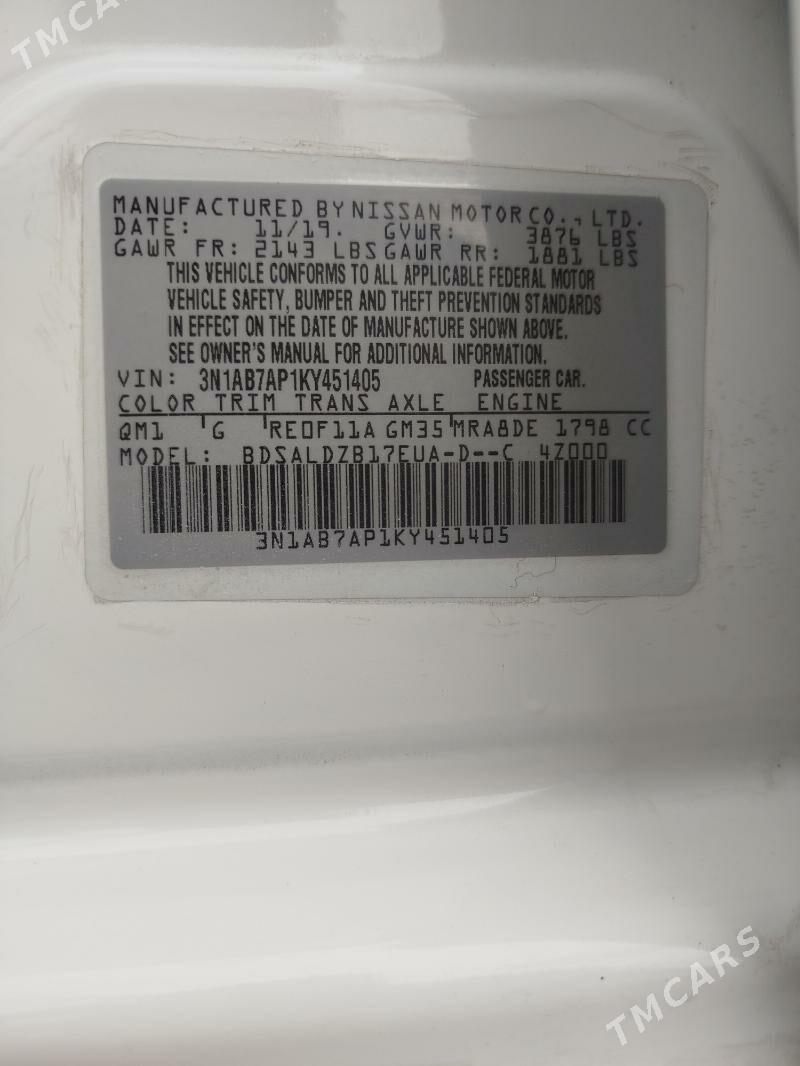 TMCARS
MANUFACTURED BY NISSAN MOTOR CO., LTD.
DATE: 11/19. GVWR: 3876 LBS
GAWR FR: 2143 LBS GAWR RR: 1881 LBS
THIS VEHICLE CONFORMS TO ALL APPLICABLE FEDERAL MOTOR
VEHICLE SAFETY, BUMPER AND THEFT PREVENTION STANDARDS
IN EFFECT ON THE DATE OF MANUFACTURE SHOWN ABOVE.
SEE OWNER'S MANUAL FOR ADDITIONAL INFORMATION.
VIN: 3N1AB7AP1KY451405 PASSENGER CAR.
COLOR TRIM TRANS AXLE ENGINE
QM1 G RE0F11A GM35 MRA8DE 1798 CC
MODEL: BDSALDZB17EUA-D--C 4Z000
3N1AB7AP1KY451405
TMCARS